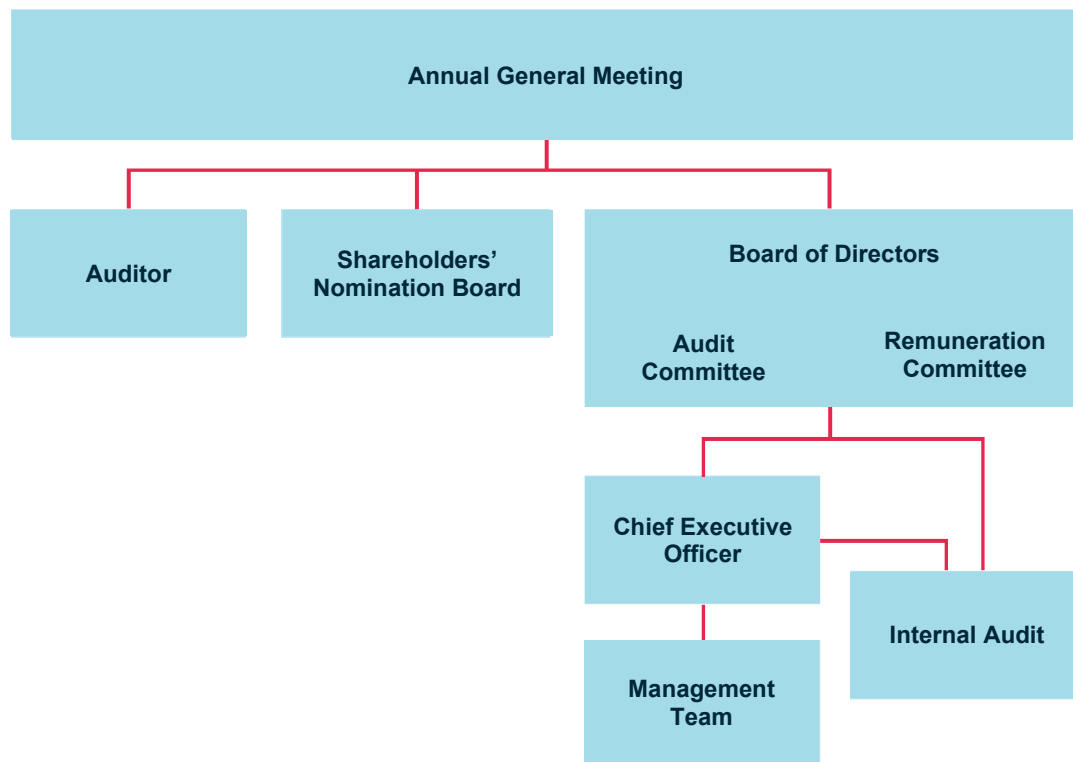 Annual General Meeting
Auditor
Shareholders’
Nomination Board
Board of Directors
Audit
Committee
Remuneration
Committee
Chief Executive
Officer
Internal Audit
Management
Team